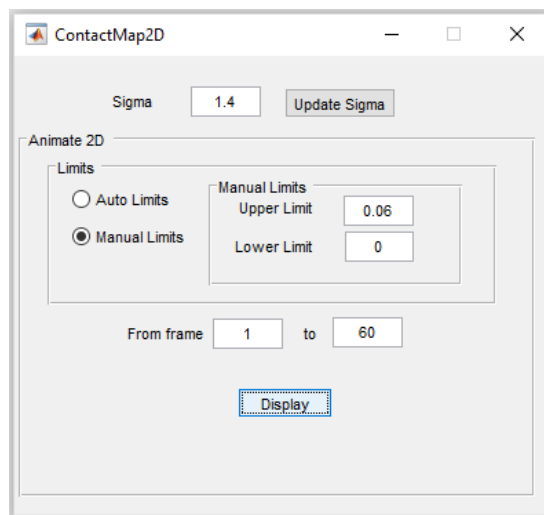 ContactMap2D
Sigma 1.4 Update Sigma
Animate 2D
Limits
Auto Limits
Manual Limits
Manual Limits
Upper Limit 0.06
Lower Limit 0
From frame 1 to 60
Display